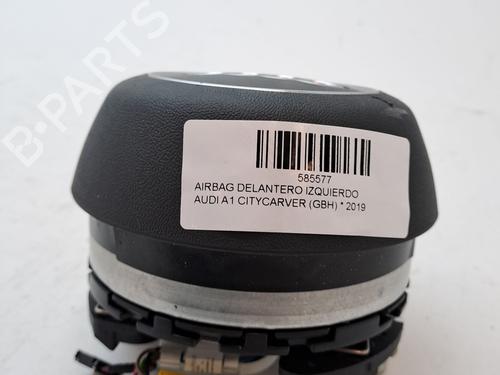 B-PARTS
585577
AIRBAG DELANTERO IZQUIERDO
AUDI A1 CITYCARVER (GBH) * 2019